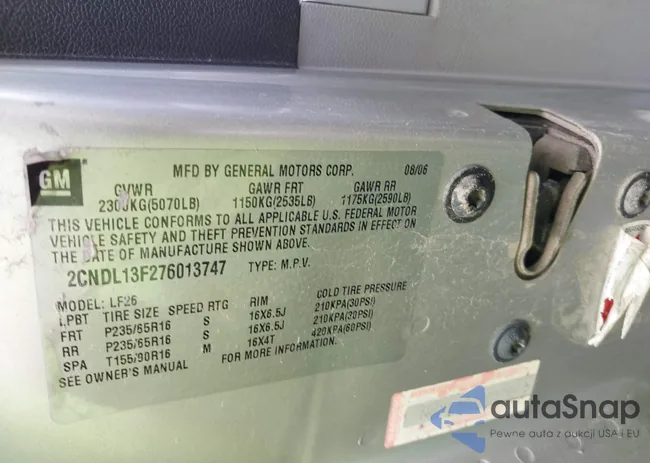 GM
MFD BY GENERAL MOTORS CORP. 08/06
GVWR GAWR FRT GAWR RR
2300KG(5070LB) 1150KG(2535LB) 1175KG(2590LB)
THIS VEHICLE CONFORMS TO ALL APPLICABLE U.S. FEDERAL MOTOR
VEHICLE SAFETY AND THEFT PREVENTION STANDARDS IN EFFECT ON
THE DATE OF MANUFACTURE SHOWN ABOVE.
2CNDL13F276013747 TYPE: M.P.V.
MODEL: LF26
LPBT TIRE SIZE SPEED RTG RIM COLD TIRE PRESSURE
FRT P235/65R16 S 16X6.5J 210KPA(30PSI)
RR P235/65R16 S 16X6.5J 210KPA(30PSI)
SPA T155/90R16 M 16X4T 420KPA(60PSI)
SEE OWNER'S MANUAL FOR MORE INFORMATION.
autaSnap
Pewne auta z aukcji USA i EU